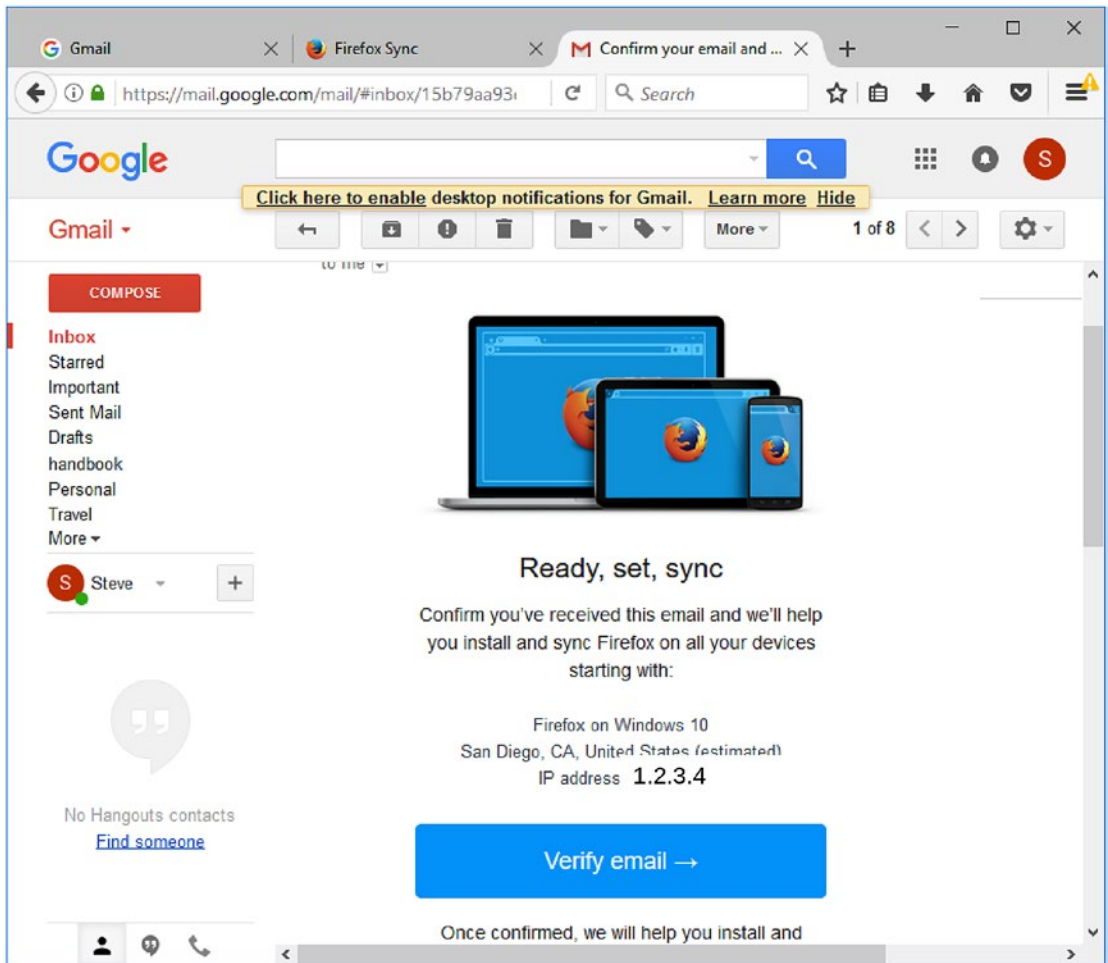 Gmail
Firefox Sync
Confirm your email and ...
https://mail.google.com/mail/#inbox/15b79aa93
Search
Google
S
Click here to enable desktop notifications for Gmail. Learn more Hide
Gmail
More
1 of 8
to me
COMPOSE
Inbox
Starred
Important
Sent Mail
Drafts
handbook
Personal
Travel
More
S Steve
+
No Hangouts contacts
Find someone
Ready, set, sync
Confirm you've received this email and we'll help
you install and sync Firefox on all your devices
starting with:
Firefox on Windows 10
San Diego, CA, United States (estimated)
IP address 1.2.3.4
Verify email →
Once confirmed, we will help you install and